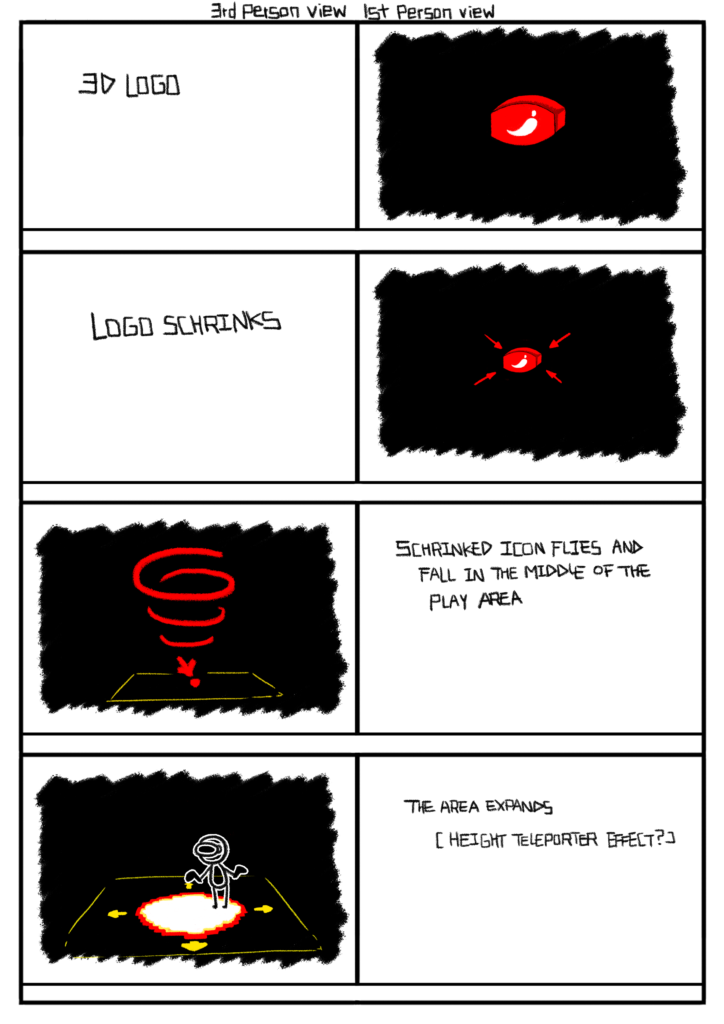 3rd Person view 1st Person view
3D LOGO
LOGO SCHRINKS
SCHRINKED ICON FLIES AND
FALL IN THE MIDDLE OF THE
PLAY AREA
THE AREA EXPANDS
[ HEIGHT TELEPORTER EFFECT?]